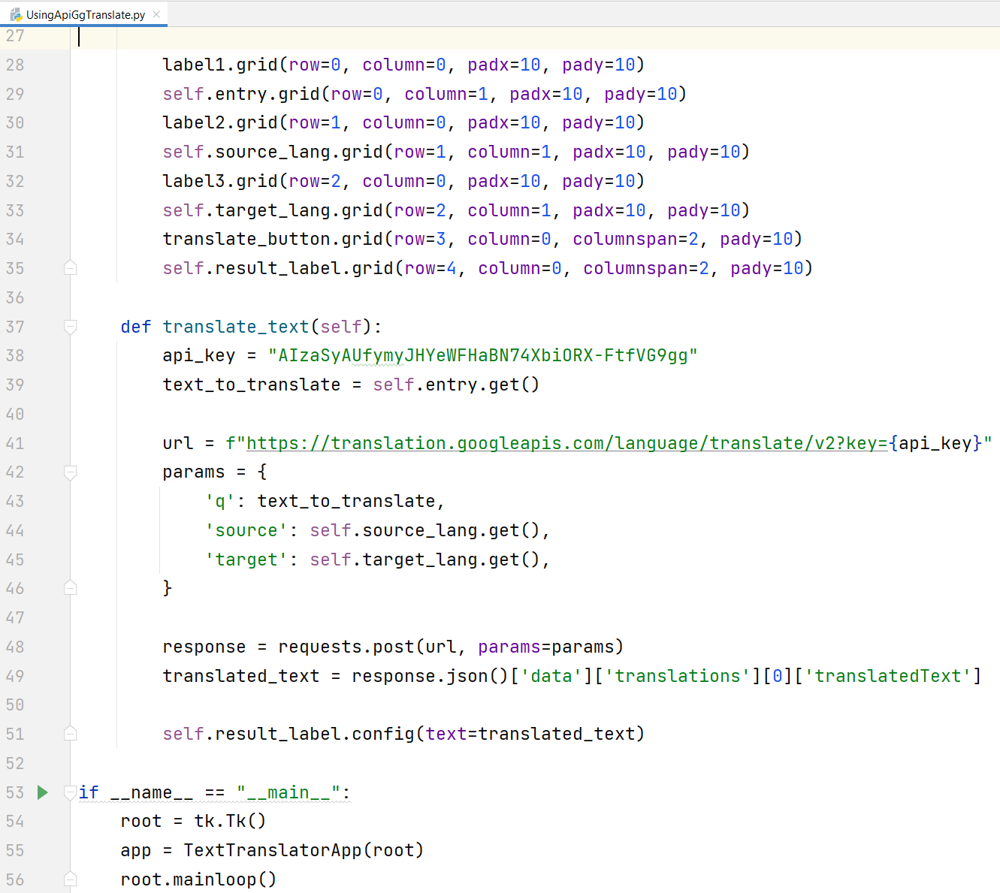 UsingApiGgTranslate.py
27
28 label1.grid(row=0, column=0, padx=10, pady=10)
29 self.entry.grid(row=0, column=1, padx=10, pady=10)
30 label2.grid(row=1, column=0, padx=10, pady=10)
31 self.source_lang.grid(row=1, column=1, padx=10, pady=10)
32 label3.grid(row=2, column=0, padx=10, pady=10)
33 self.target_lang.grid(row=2, column=1, padx=10, pady=10)
34 translate_button.grid(row=3, column=0, columnspan=2, pady=10)
35 self.result_label.grid(row=4, column=0, columnspan=2, pady=10)
36
37 def translate_text(self):
38 api_key = "AIzaSyAUfymyJHYeWFHaBN74XbiORX-FtfVG9gg"
39 text_to_translate = self.entry.get()
40
41 url = f"https://translation.googleapis.com/language/translate/v2?key={api_key}"
42 params = {
43 'q': text_to_translate,
44 'source': self.source_lang.get(),
45 'target': self.target_lang.get(),
46 }
47
48 response = requests.post(url, params=params)
49 translated_text = response.json()['data']['translations'][0]['translatedText']
50
51 self.result_label.config(text=translated_text)
52
53 if __name__ == "__main__":
54 root = tk.Tk()
55 app = TextTranslatorApp(root)
56 root.mainloop()